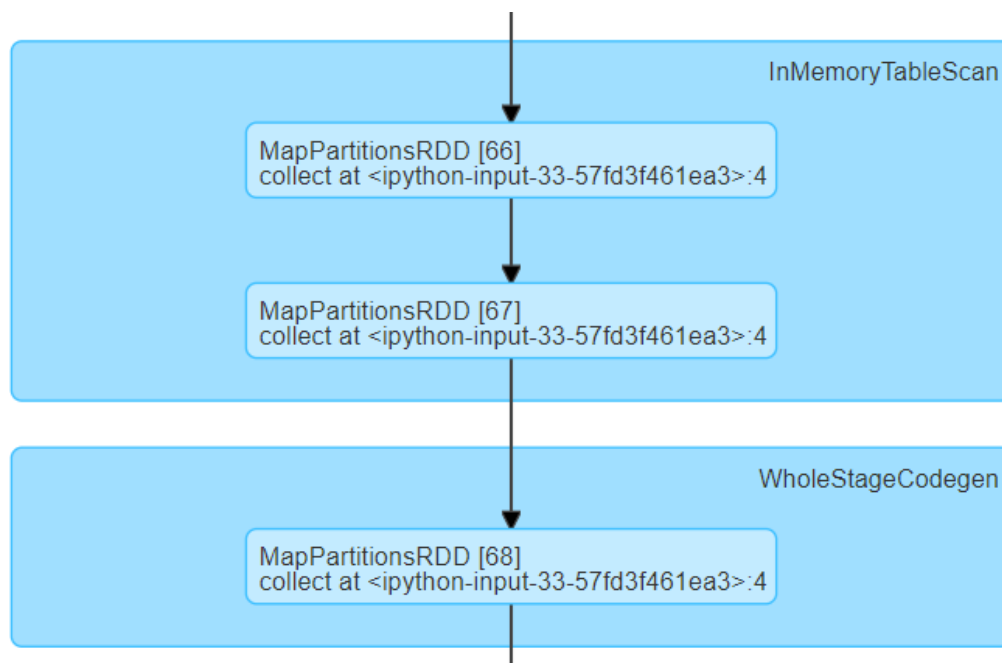 InMemoryTableScan
MapPartitionsRDD [66]
collect at <ipython-input-33-57fd3f461ea3>:4
MapPartitionsRDD [67]
collect at <ipython-input-33-57fd3f461ea3>:4
WholeStageCodegen
MapPartitionsRDD [68]
collect at <ipython-input-33-57fd3f461ea3>:4